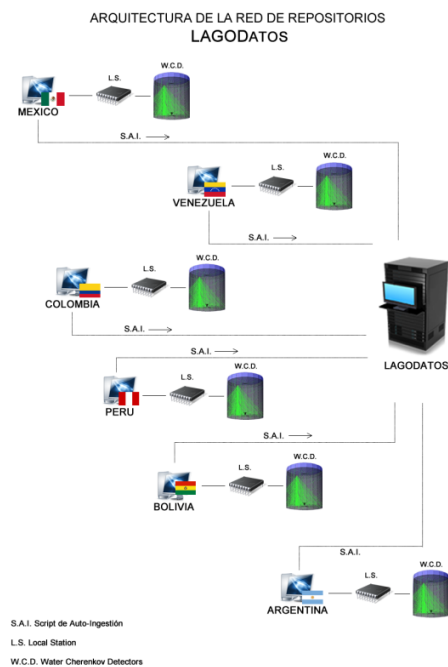 ARQUITECTURA DE LA RED DE REPOSITORIOS
LAGODATOS
W.C.D.
L.S.
MEXICO
S.A.I.
W.C.D.
L.S.
VENEZUELA
S.A.I.
W.C.D.
L.S.
COLOMBIA
S.A.I.
LAGODATOS
S.A.I.
W.C.D.
L.S.
PERU
S.A.I.
W.C.D.
L.S.
BOLIVIA
S.A.I.
W.C.D.
L.S.
ARGENTINA
S.A.I. Script de Auto-Ingestión
L.S. Local Station
W.C.D. Water Cherenkov Detectors